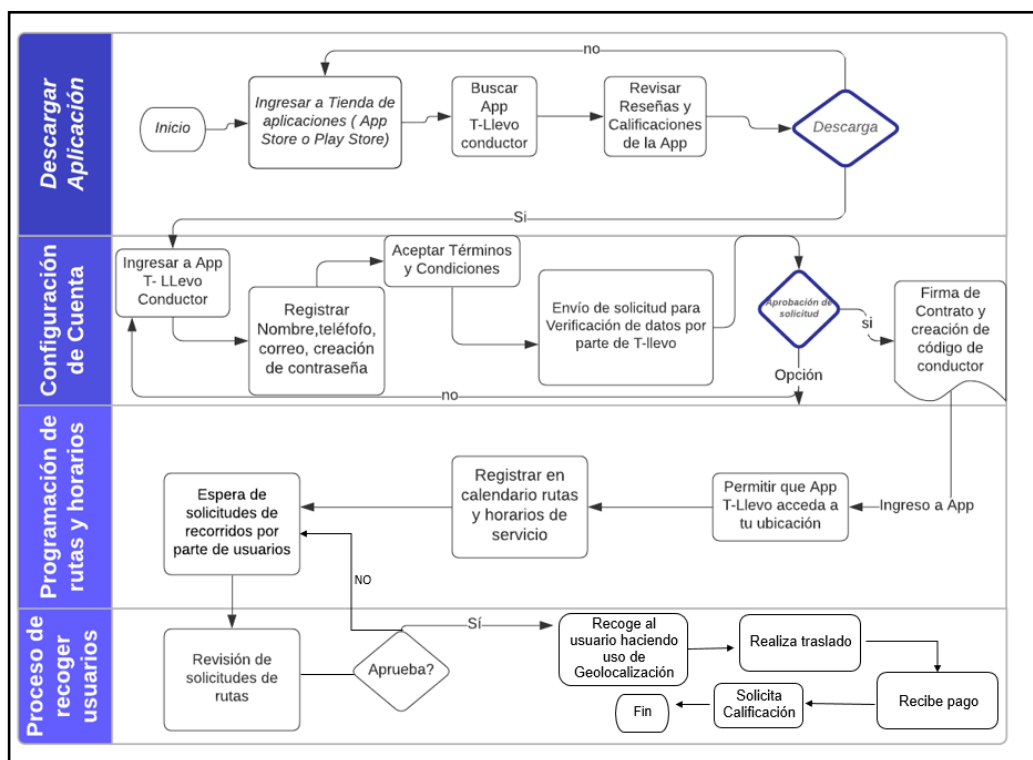 Descargar
Aplicación
no
Inicio
Ingresar a Tienda de
aplicaciones ( App
Store o Play Store)
Buscar
App
T-Llevo
conductor
Revisar
Reseñas y
Calificaciones
de la App
Descarga
Si
Configuración
de Cuenta
Ingresar a App
T- LLevo
Conductor
Registrar
Nombre,teléfofo,
correo, creación
de contraseña
Aceptar Términos
y Condiciones
Envío de solicitud para
Verificación de datos por
parte de T-llevo
Aprobación de
solicitud
si
Firma de
Contrato y
creación de
código de
conductor
Opción
no
Programación de
rutas y horarios
Espera de
solicitudes de
recorridos por
parte de usuarios
Registrar en
calendario rutas
y horarios de
servicio
Permitir que App
T-Llevo acceda a
tu ubicación
Ingreso a App
NO
Proceso de
recoger
usuarios
Revisión de
solicitudes de
rutas
Aprueba?
Sí
Recoge al
usuario haciendo
uso de
Geolocalización
Realiza traslado
Recibe pago
Solicita
Calificación
Fin